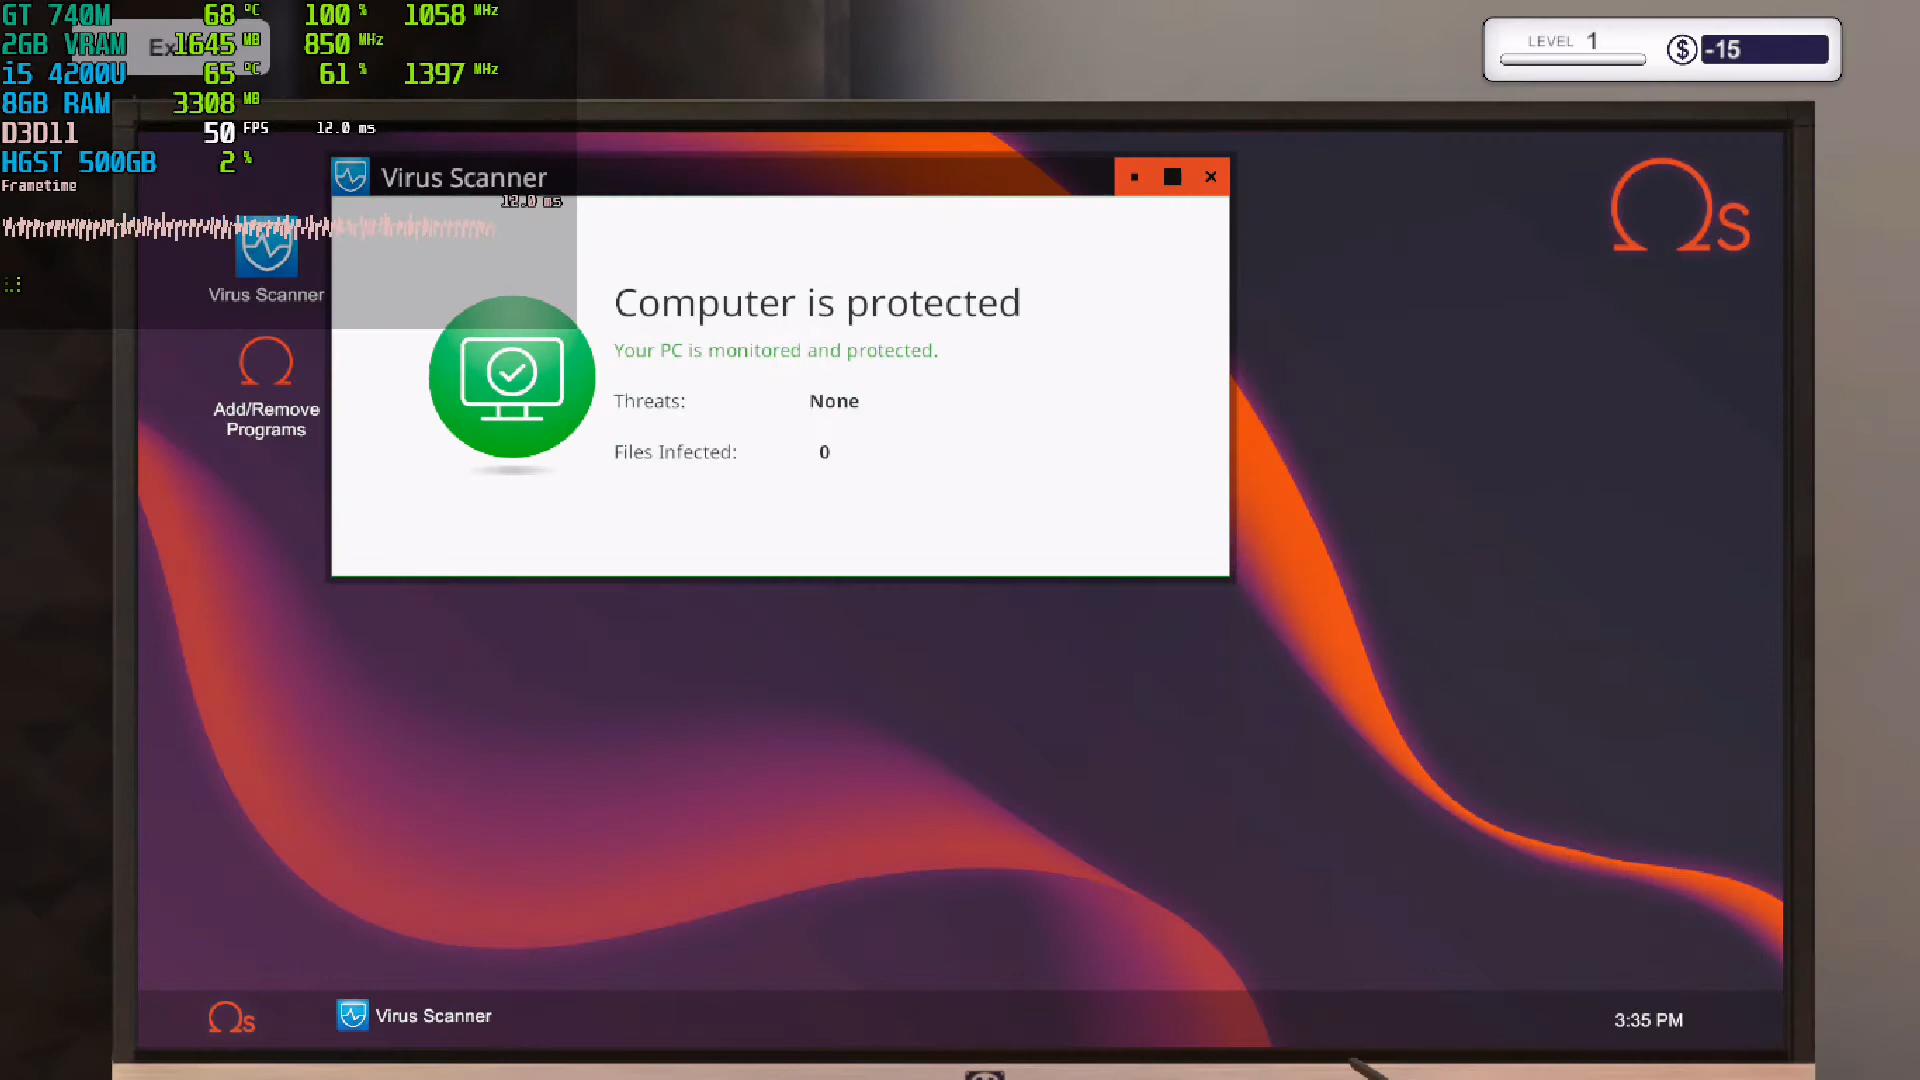 GT 740M 68 °C 100 % 1058 MHz
2GB VRAM 1645 MB 850 MHz
i5 4200U 65 °C 61 % 1397 MHz
8GB RAM 3308 MB
D3D11 50 FPS 12.0 ms
HGST 500GB 2 %
Frametime
12.0 ms
LEVEL 1
$ -15
Virus Scanner
Ωs
Virus Scanner
Add/Remove
Programs
Computer is protected
Your PC is monitored and protected.
Threats: None
Files Infected: 0
Ωs
Virus Scanner
3:35 PM